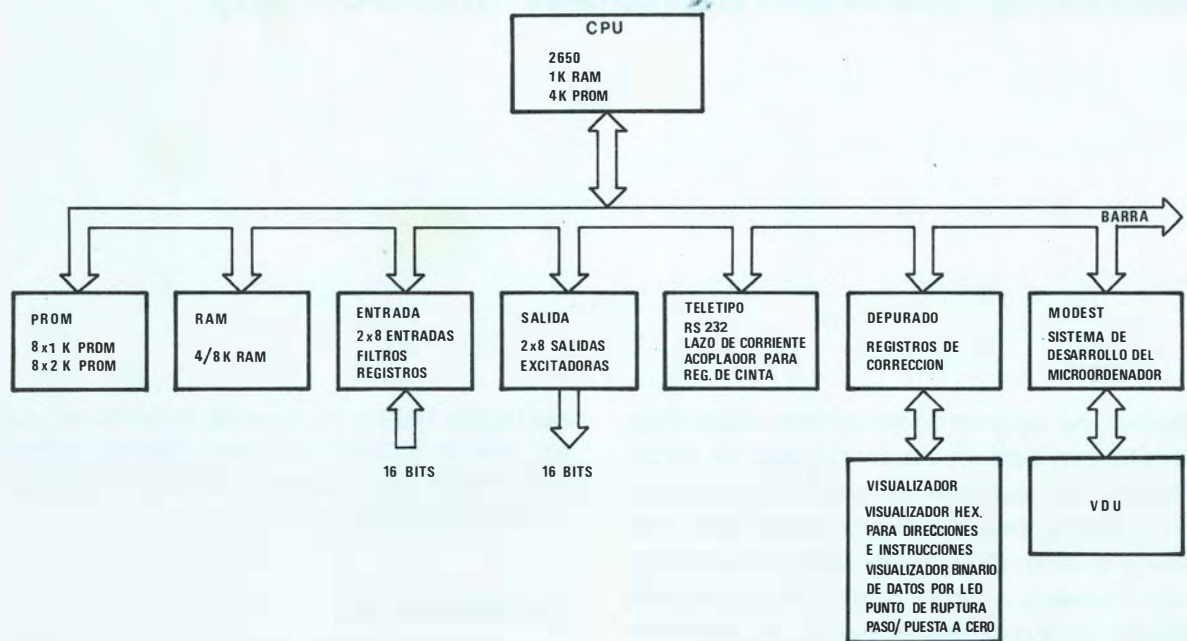 CPU
2650
1K RAM
4K PROM
BARRA
PROM
8x1 K PRDM
8x2 K PROM
RAM
4/8K RAM
ENTRADA
2x8 ENTRADAS
FILTROS
REGISTROS
16 BITS
SALIDA
2x8 SALIDAS
EXCITADORAS
16 BITS
TELETIPO
RS 232
LAZO DE CORRIENTE
ACOPLAOOR PARA
REG. DE CINTA
DEPURADO
REGISTROS DE
CORRECCION
MODEST
SISTEMA DE
DESARROLLO DEL
MICROORDENADOR
VISUALIZADOR
VISUALIZADOR HEX.
PARA DIRECCIONES
E INSTRUCCIONES
VISUALIZADOR BINARIO
DE DATOS POR LED
PUNTO DE RUPTURA
PASO/ PUESTA A CERO
VDU